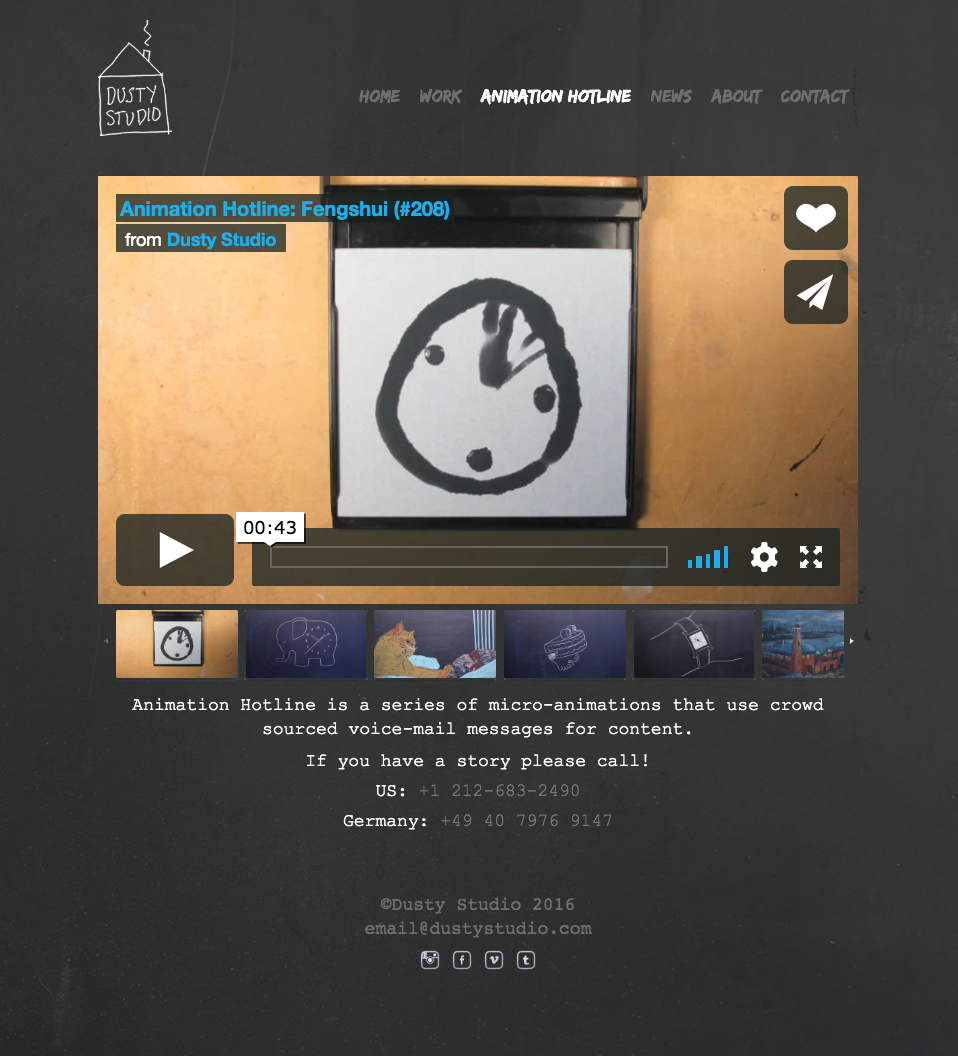 DUSTY
STUDIO
HOME WORK ANIMATION HOTLINE NEWS ABOUT CONTACT
Animation Hotline: Fengshui (#208)
from Dusty Studio
00:43
Animation Hotline is a series of micro-animations that use crowd
sourced voice-mail messages for content.
If you have a story please call!
US: +1 212-683-2490
Germany: +49 40 7976 9147
©Dusty Studio 2016
email@dustystudio.com